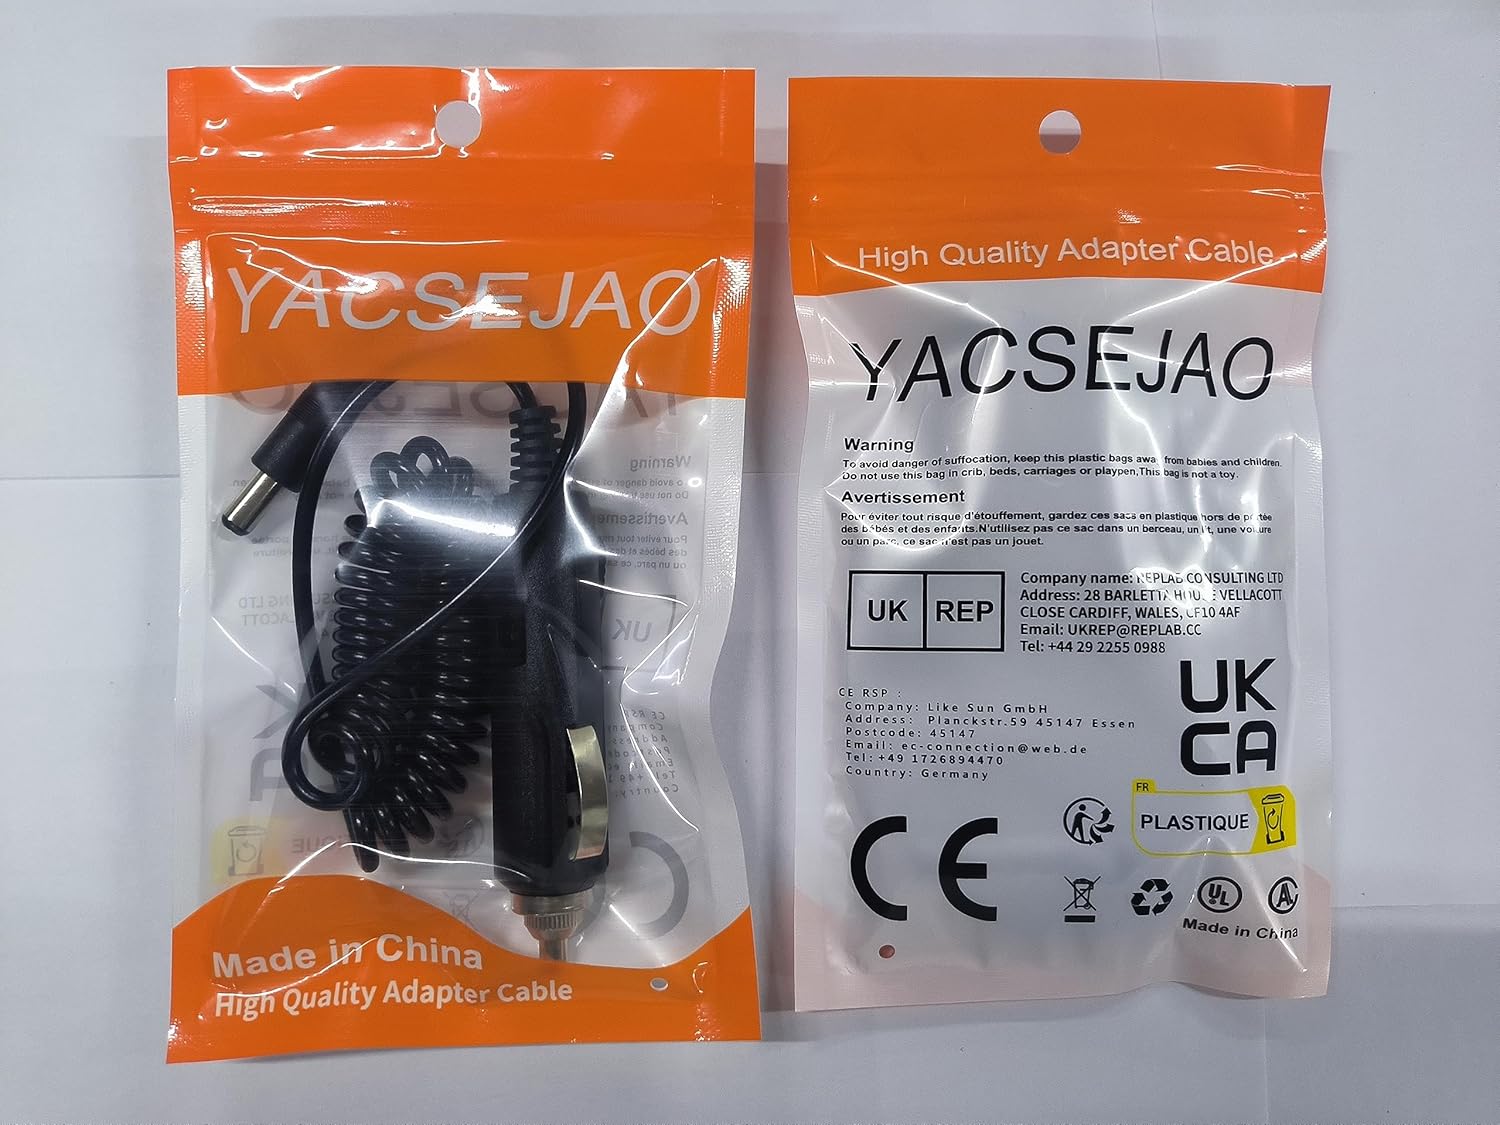 YACSEJAO
Made in China
High Quality Adapter Cable
High Quality Adapter Cable
YACSEJAO
Warning
To avoid danger of suffocation, keep this plastic bags away from babies and children.
Do not use this bag in crib, beds, carriages or playpen,This bag is not a toy.
Avertissement
Pour éviter tout risque d'étouffement, gardez ces sacs en plastique hors de portée
des bébés et des enfants.N'utilisez pas ce sac dans un berceau, un lit, une voiture
ou un parc, ce sac n'est pas un jouet.
UK REP
Company name: REPLAB CONSULTING LTD
Address: 28 BARLETTA HOUSE VELLACOTT
CLOSE CARDIFF, WALES, CF10 4AF
Email: UKREP@REPLAB.CC
Tel: +44 29 2255 0988
CE RSP :
Company: Like Sun GmbH
Address: Planckstr.59 45147 Essen
Postcode: 45147
Email: ec-connection@web.de
Tel: +49 1726894470
Country: Germany
UK
CA
CE
FR
PLASTIQUE
UL
Made in China